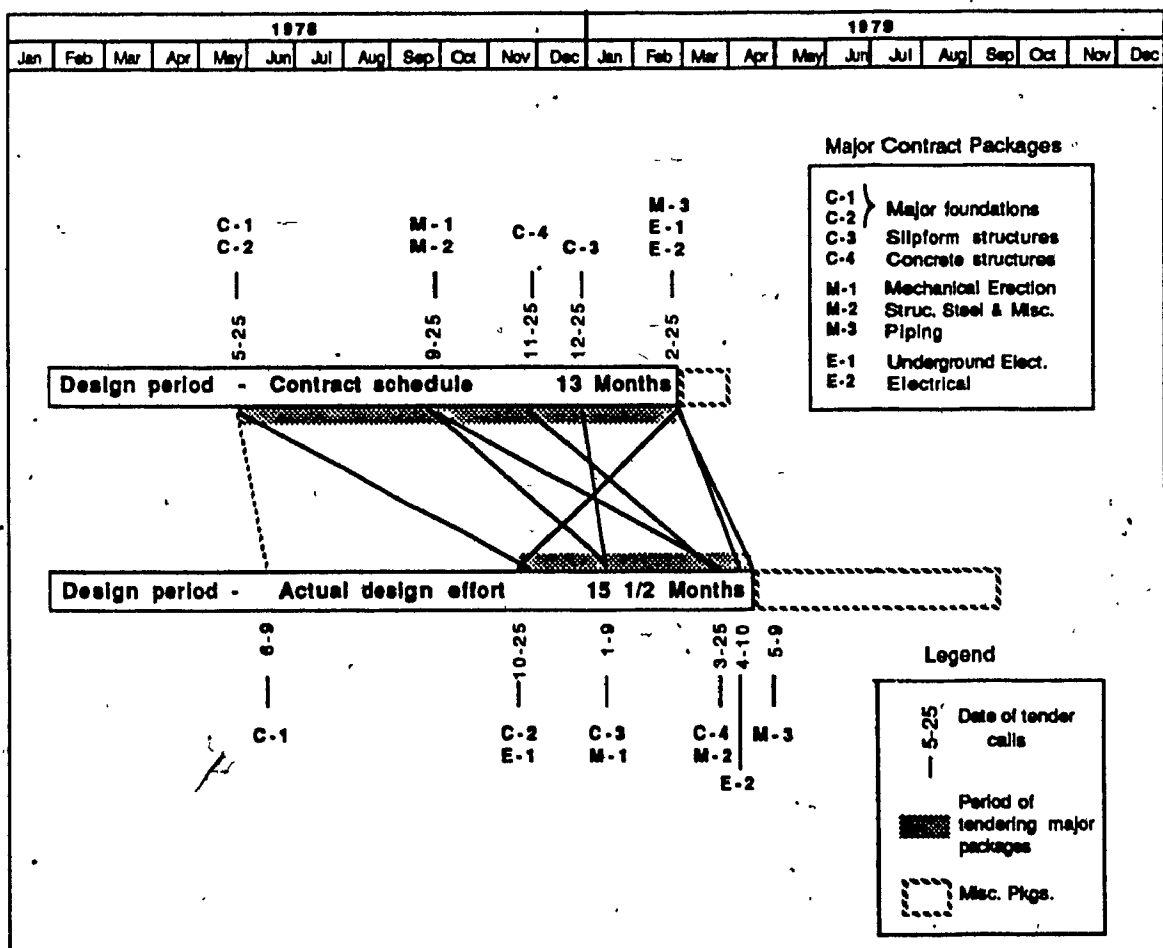 1978 1979
Jan Feb Mar Apr May Jun Jul Aug Sep Oct Nov Dec Jan Feb Mar Apr May Jun Jul Aug Sep Oct Nov Dec
Major Contract Packages
C-1
C-2 } Major foundations
C-3 Slipform structures
C-4 Concrete structures
M-1 Mechanical Erection
M-2 Struc. Steel & Misc.
M-3 Piping
E-1 Underground Elect.
E-2 Electrical
C-1
C-2
M-1
M-2
C-4
C-3
M-3
E-1
E-2
5-25
9-25
11-25
12-25
2-25
Design period - Contract schedule 13 Months
Design period - Actual design effort 15 1/2 Months
6-9
10-25
1-9
3-25
4-10
5-9
C-1
C-2
E-1
C-3
M-1
C-4
M-2
E-2
M-3
Legend
5-25
Date of tender
calls
Period of
tendering major
packages
Misc. Pkgs.